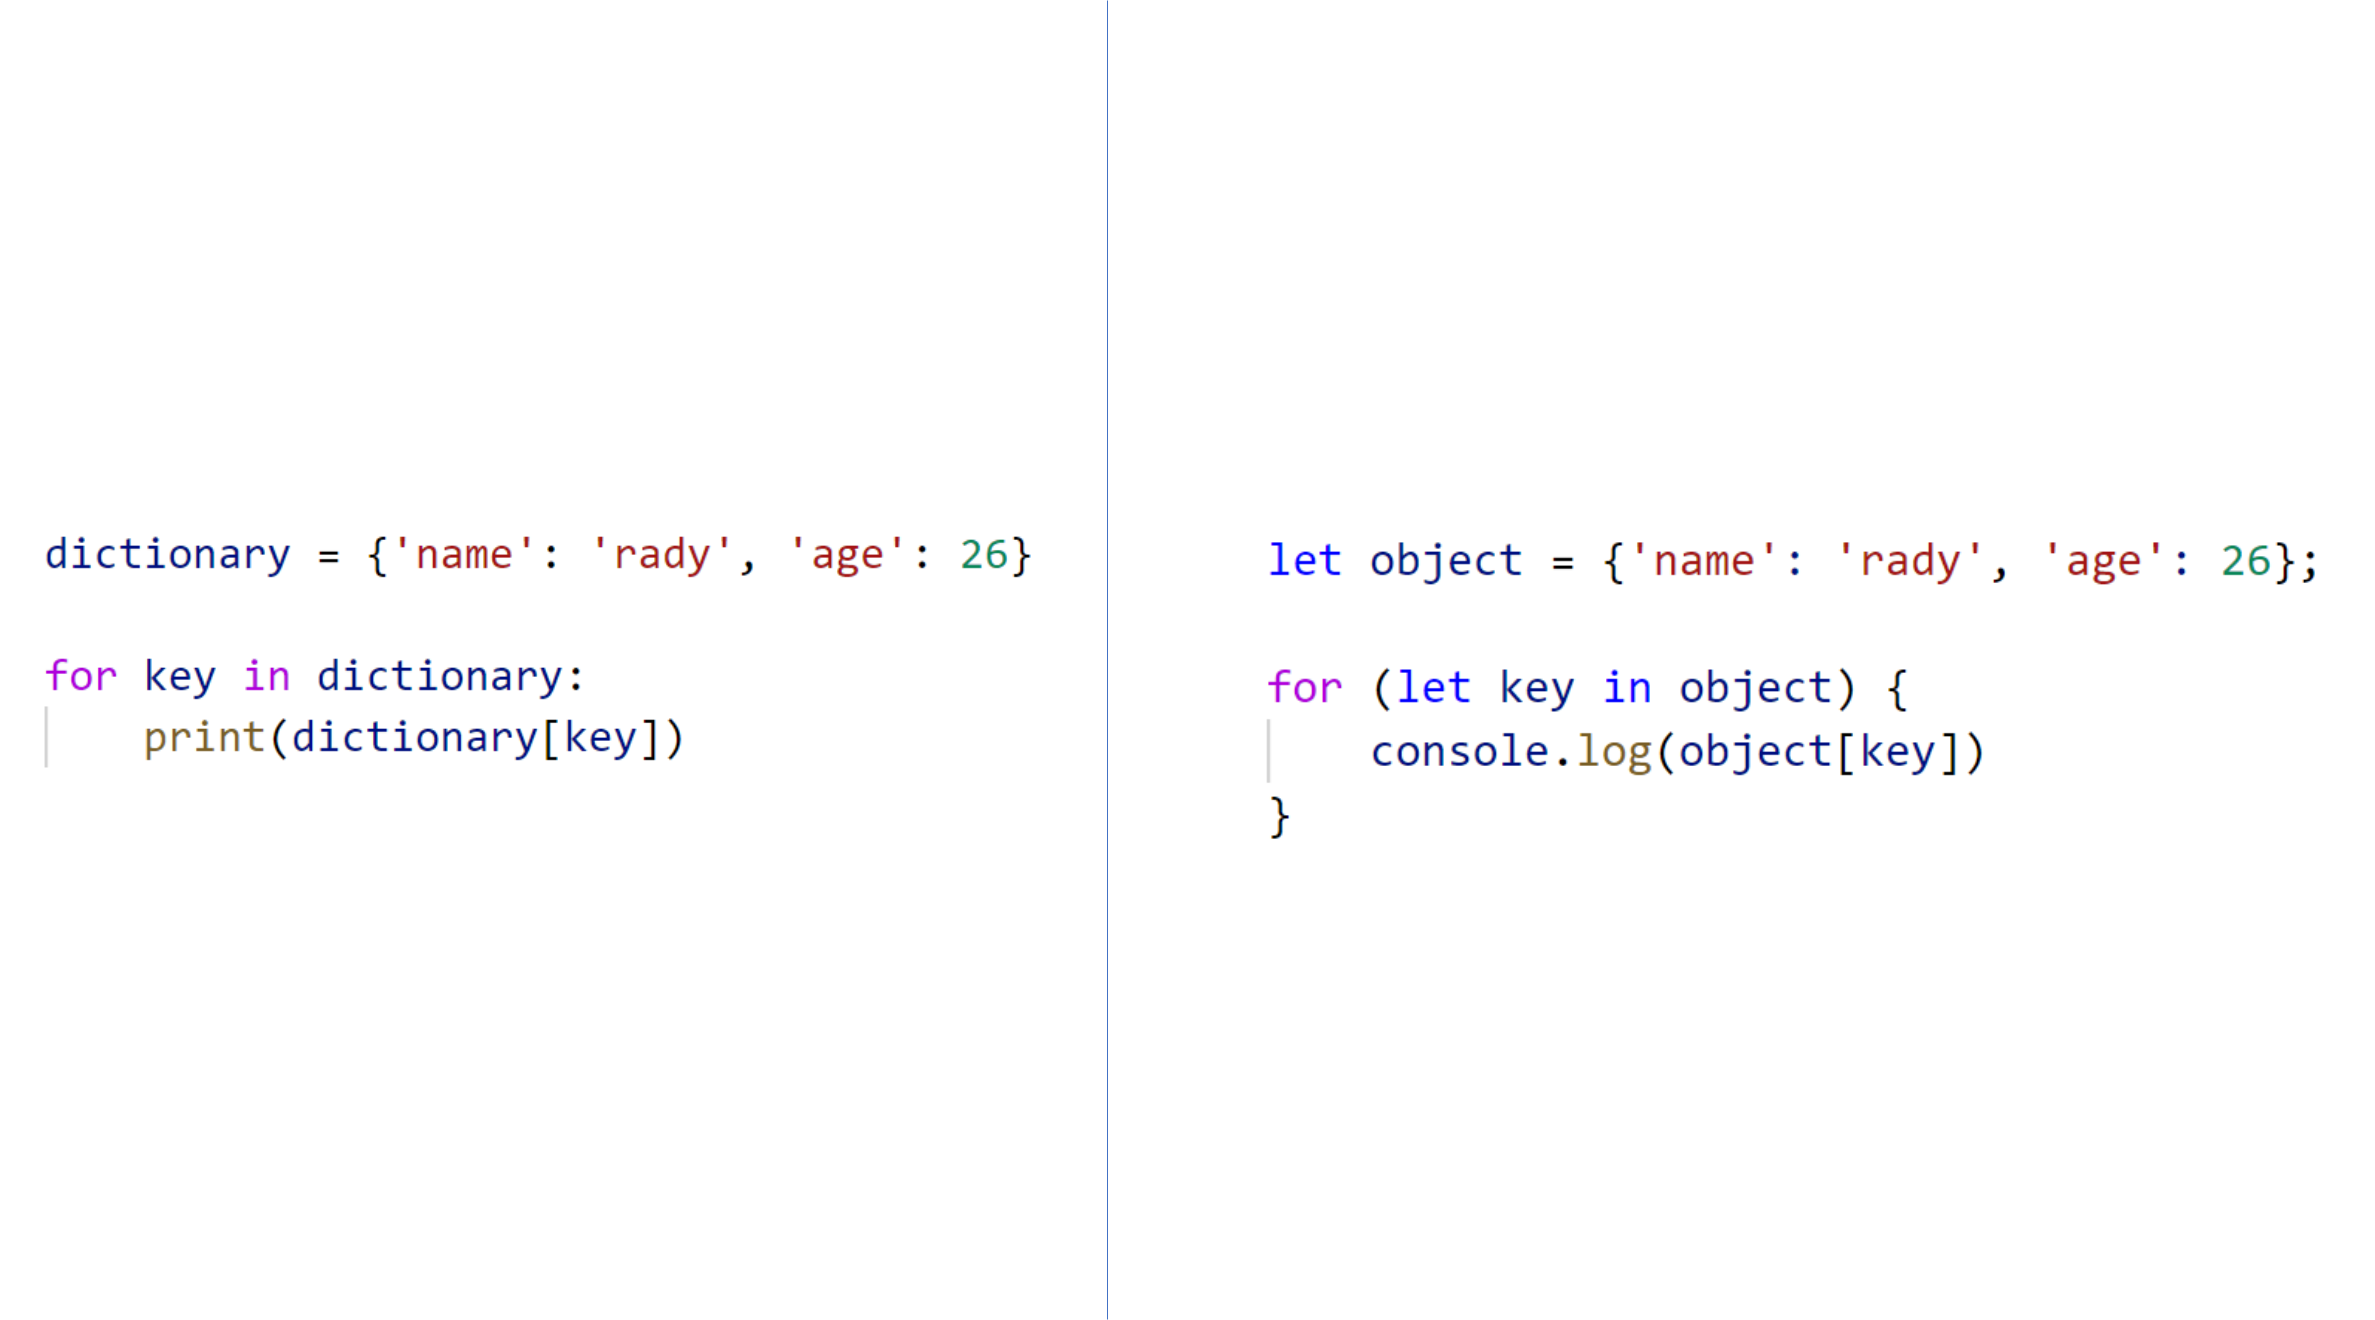 dictionary = {'name': 'rady', 'age': 26}
for key in dictionary:
    print(dictionary[key])
let object = {'name': 'rady', 'age': 26};
for (let key in object) {
    console.log(object[key])
}